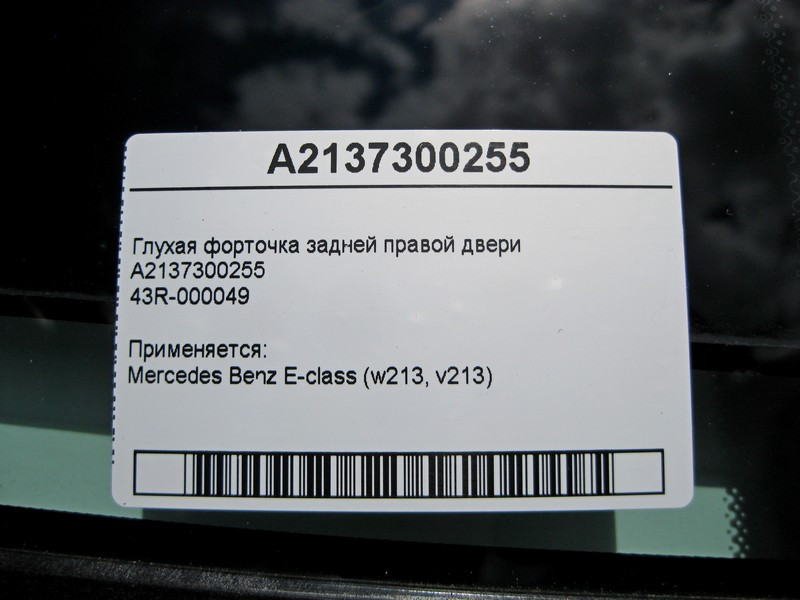 A2137300255
Глухая форточка задней правой двери
A2137300255
43R-000049
Применяется:
Mercedes Benz E-class (w213, v213)